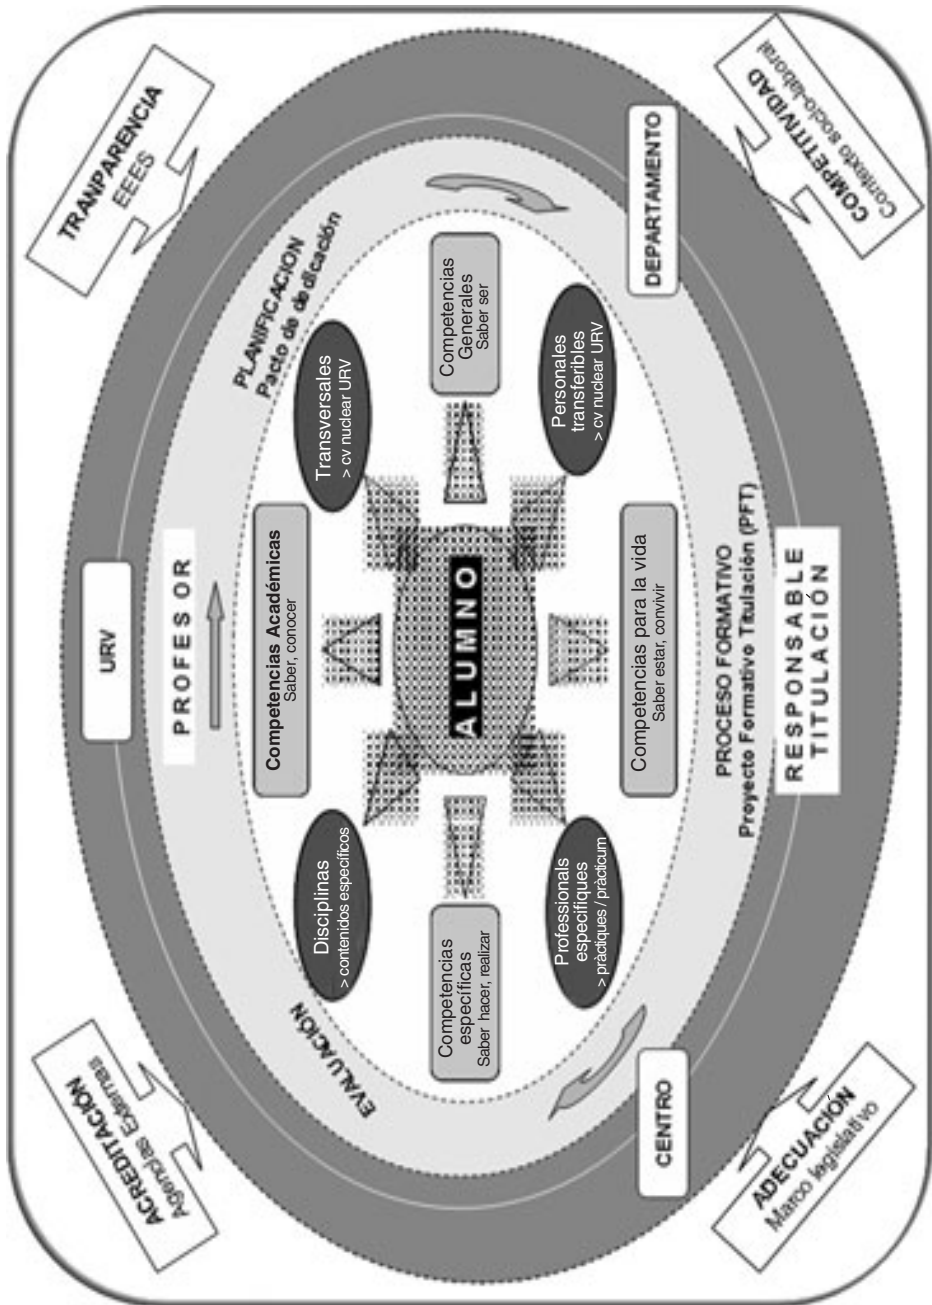 ACREDITACIÓN
Agencias Externas
URV
TRANPARENCIA
EEES
PROFESOR
EVALUACIÓN
PLANIFICACION
Pacto de dedicación
Disciplinas
> contenidos específicos
Competencias Académicas
Saber, conocer
Transversales
> cv nuclear URV
Competencias
específicas
Saber hacer, realizar
ALUMNO
Competencias
Generales
Saber ser
Professionals
especifiques
> pràctiques / pràcticum
Competencias para la vida
Saber estar, convivir
Personales
transferibles
> cv nuclear URV
PROCESO FORMATIVO
Proyecto Formativo Titulación (PFT)
CENTRO
RESPONSABLE
TITULACIÓN
DEPARTAMENTO
ADECUACIÓN
Marco legislativo
COMPETITIVIDAD
Contexto socio-laboral